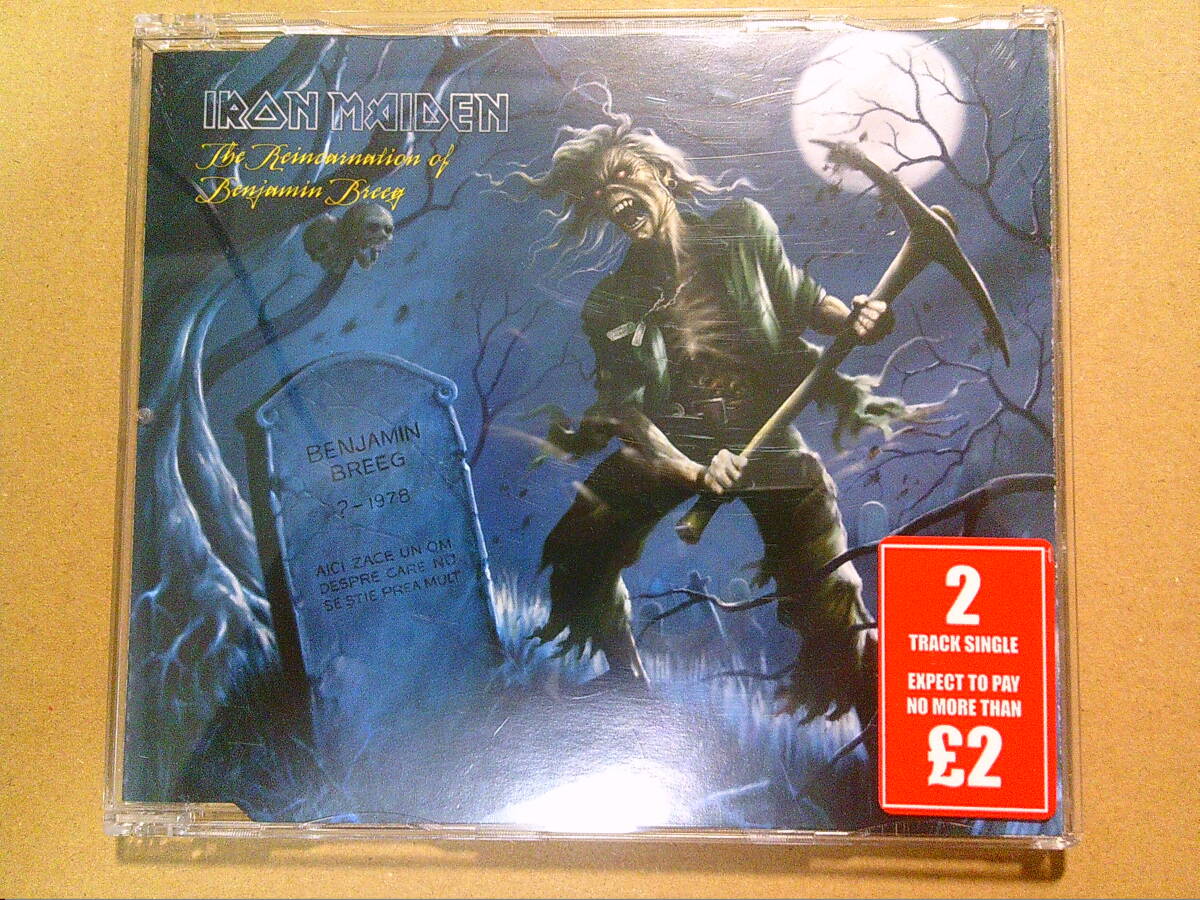 IRON MAIDEN
The Reincarnation of
Benjamin Breeg
BENJAMIN
BREEG
?-1978
AICI ZACE UN OM
DESPRE CARE NU
SE STIE PREA MULT
2
TRACK SINGLE
EXPECT TO PAY
NO MORE THAN
£2